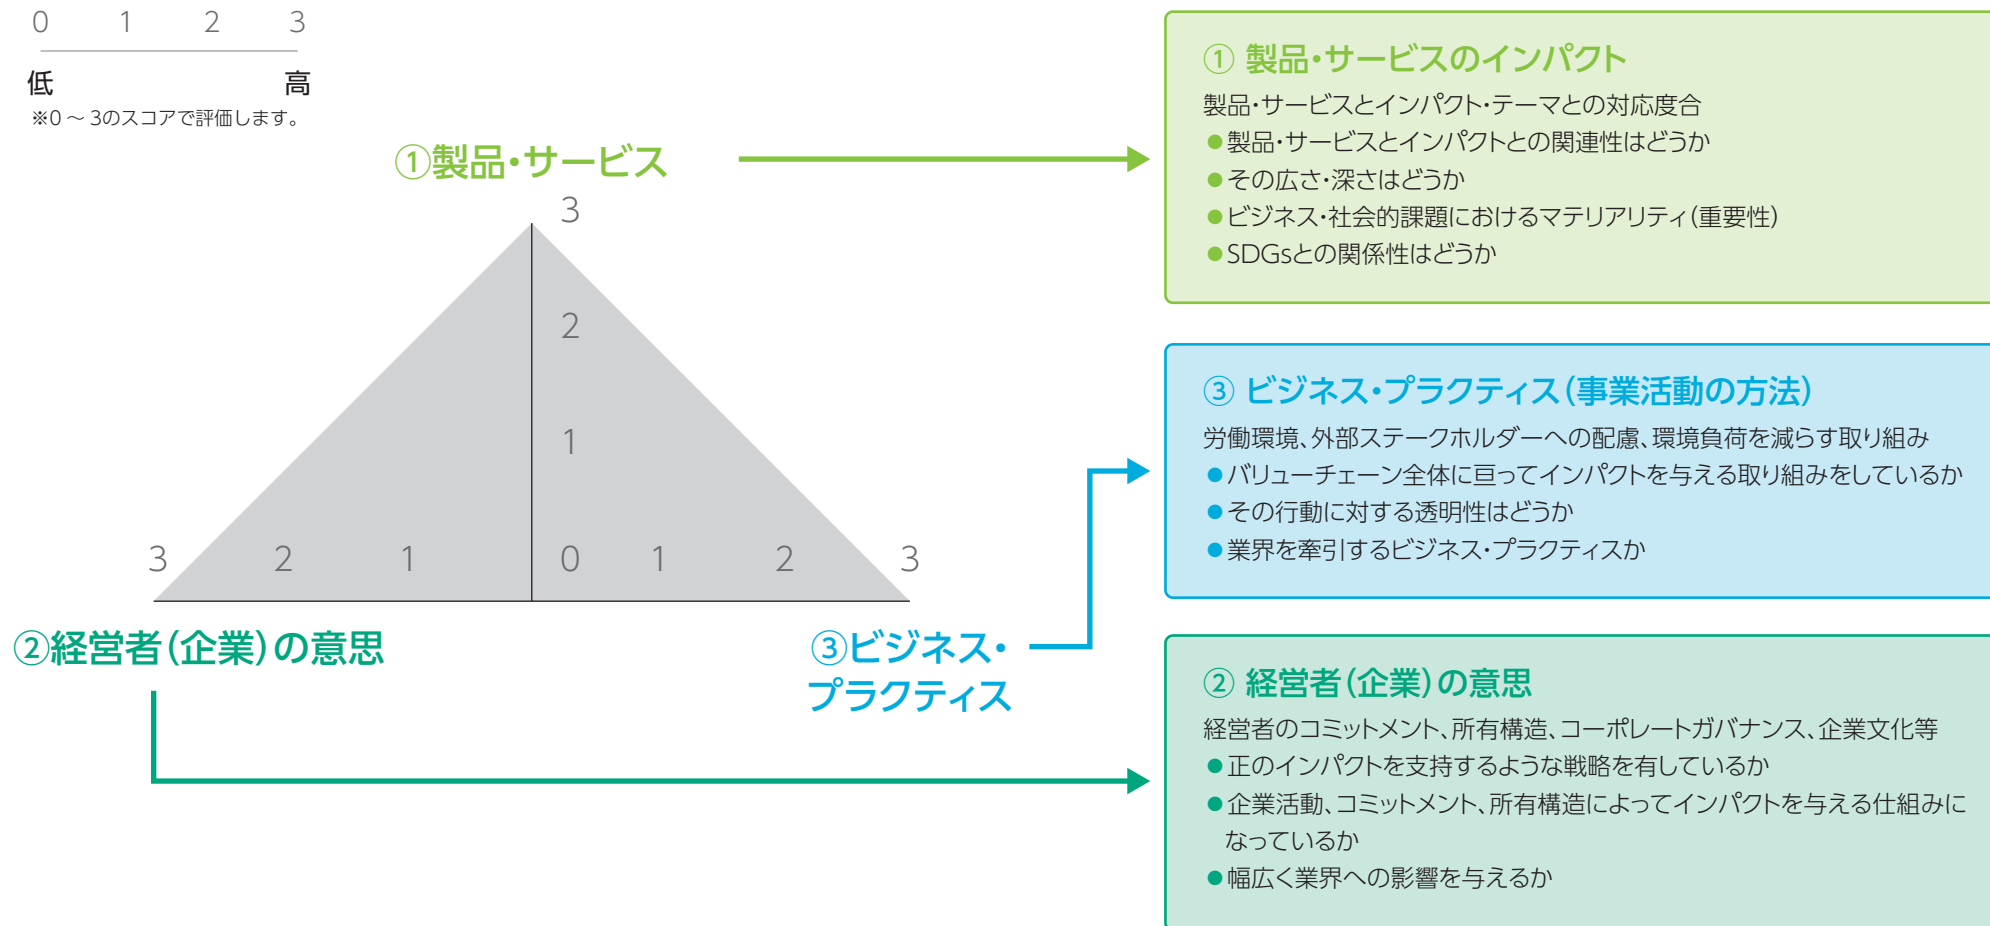 0 1 2 3
低 高
※0 ～ 3のスコアで評価します。
①製品・サービス
3
2
1
3 2 1 0 1 2 3
②経営者（企業）の意思
③ビジネス・
プラクティス
① 製品・サービスのインパクト
製品・サービスとインパクト・テーマとの対応度合
●製品・サービスとインパクトとの関連性はどうか
●その広さ・深さはどうか
●ビジネス・社会的課題におけるマテリアリティ（重要性）
●SDGsとの関係性はどうか
③ ビジネス・プラクティス（事業活動の方法）
労働環境、外部ステークホルダーへの配慮、環境負荷を減らす取り組み
●バリューチェーン全体に亘ってインパクトを与える取り組みをしているか
●その行動に対する透明性はどうか
●業界を牽引するビジネス・プラクティスか
② 経営者（企業）の意思
経営者のコミットメント、所有構造、コーポレートガバナンス、企業文化等
●正のインパクトを支持するような戦略を有しているか
●企業活動、コミットメント、所有構造によってインパクトを与える仕組みに
なっているか
●幅広く業界への影響を与えるか